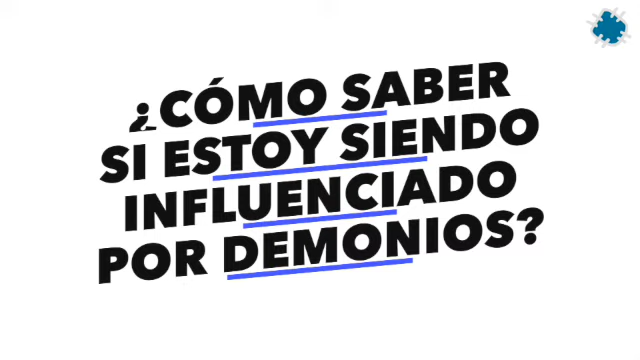 ¿CÓMO SABER
SI ESTOY SIENDO
INFLUENCIADO
POR DEMONIOS?